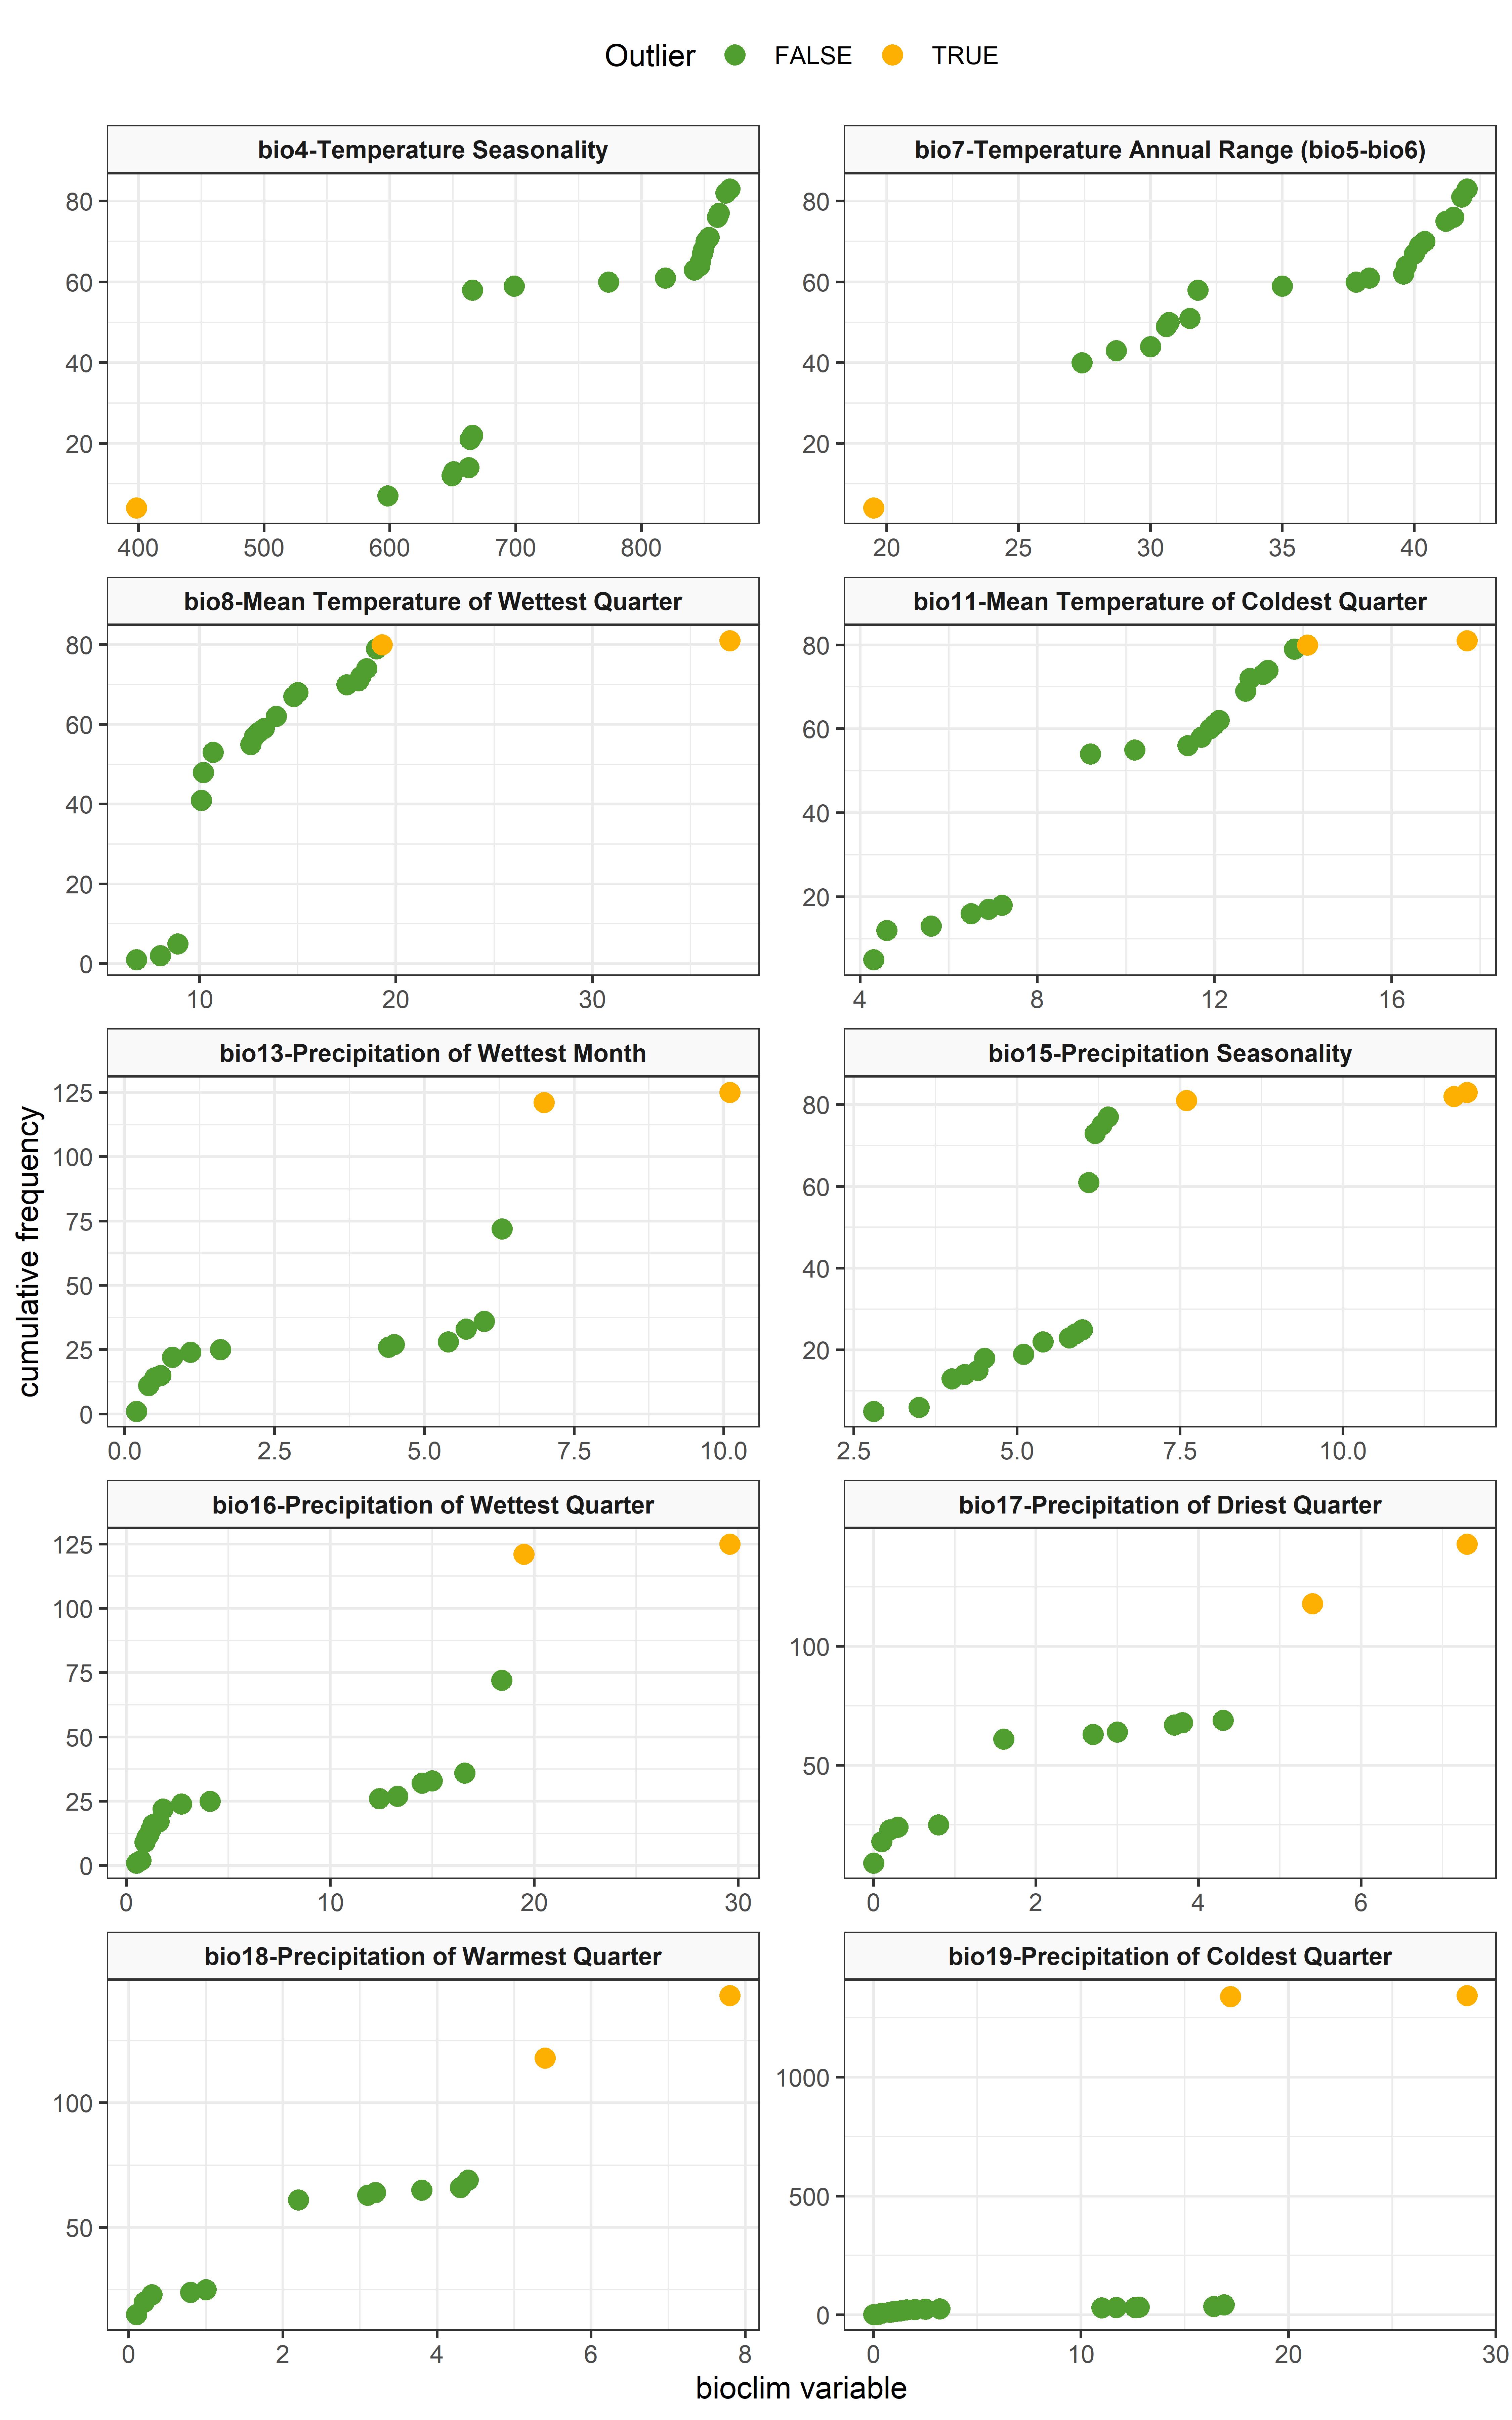 Outlier FALSE TRUE
bio4-Temperature Seasonality
80
60
40
20
400 500 600 700 800
bio7-Temperature Annual Range (bio5-bio6)
80
60
40
20
20 25 30 35 40
bio8-Mean Temperature of Wettest Quarter
80
60
40
20
0
10 20 30
bio11-Mean Temperature of Coldest Quarter
80
60
40
20
4 8 12 16
cumulative frequency
bio13-Precipitation of Wettest Month
125
100
75
50
25
0
0.0 2.5 5.0 7.5 10.0
bio15-Precipitation Seasonality
80
60
40
20
2.5 5.0 7.5 10.0
bio16-Precipitation of Wettest Quarter
125
100
75
50
25
0
0 10 20 30
bio17-Precipitation of Driest Quarter
100
50
0 2 4 6
bio18-Precipitation of Warmest Quarter
100
50
0 2 4 6 8
bio19-Precipitation of Coldest Quarter
1000
500
0
0 10 20 30
bioclim variable